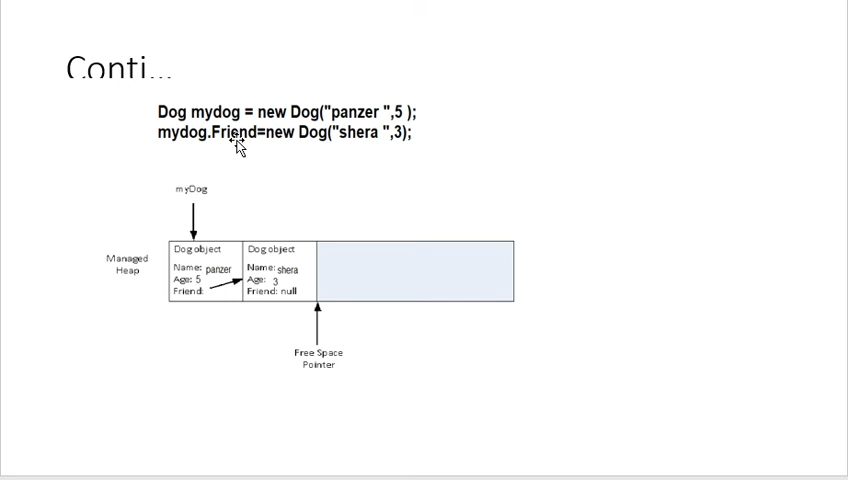 Conti...
Dog mydog = new Dog("panzer ",5 );
mydog.Friend=new Dog("shera ",3);
myDog
Managed
Heap
Dog object
Name: panzer
Age: 5
Friend:
Dog object
Name: shera
Age: 3
Friend: null
Free Space
Pointer